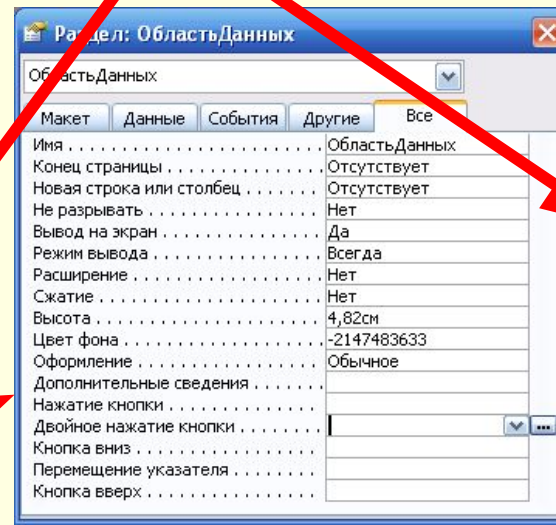 Раздел: ОбластьДанных
ОбластьДанных
Макет Данные События Другие Все
Имя ОбластьДанных
Конец страницы Отсутствует
Новая строка или столбец Отсутствует
Не разрывать Нет
Вывод на экран Да
Режим вывода Всегда
Расширение Нет
Сжатие Нет
Высота 4,82см
Цвет фона -2147483633
Оформление Обычное
Дополнительные сведения
Нажатие кнопки
Двойное нажатие кнопки
Кнопка вниз
Перемещение указателя
Кнопка вверх